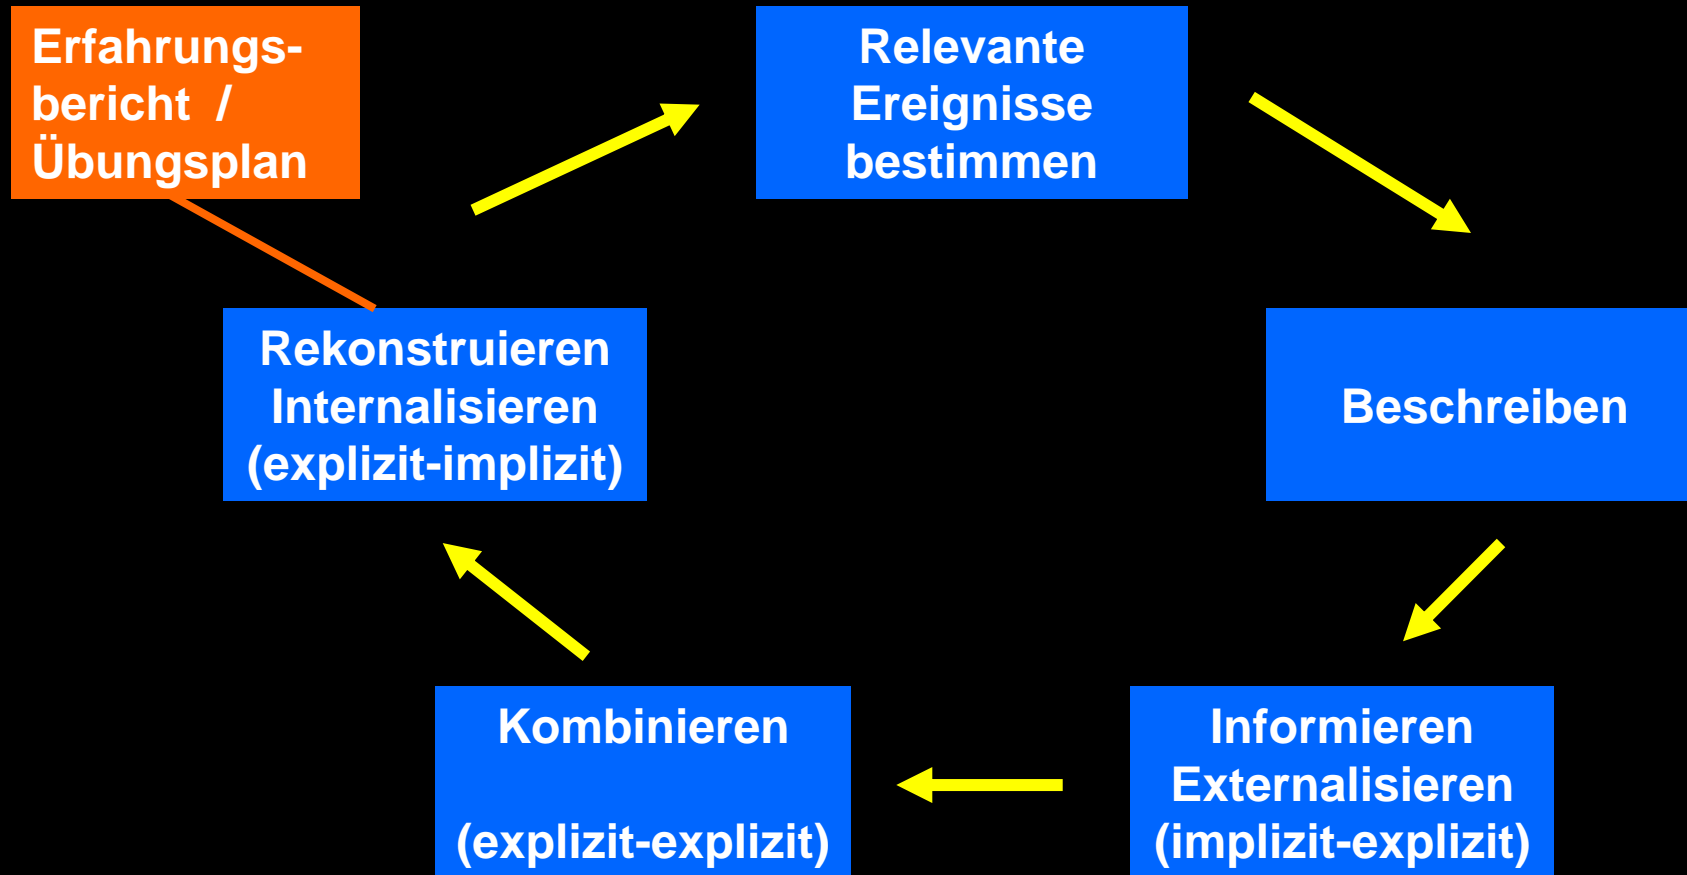 Erfahrungs-
bericht /
Übungsplan
Relevante
Ereignisse
bestimmen
Rekonstruieren
Internalisieren
(explizit-implizit)
Beschreiben
Kombinieren
(explizit-explizit)
Informieren
Externalisieren
(implizit-explizit)